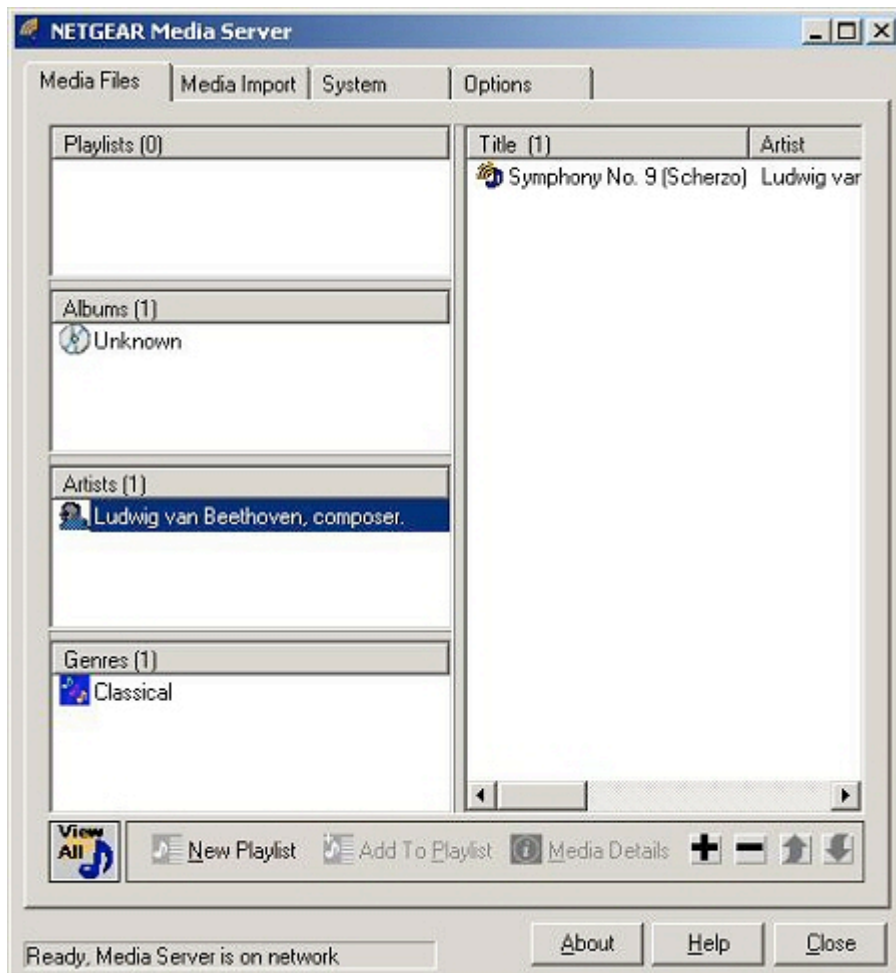 NETGEAR Media Server
Media Files Media Import System Options
Playlists (0)
Albums (1)
Unknown
Artists (1)
Ludwig van Beethoven, composer.
Genres (1)
Classical
Title (1) Artist
Symphony No. 9 (Scherzo) Ludwig var
View All
New Playlist Add To Playlist Media Details
Ready, Media Server is on network
About Help Close